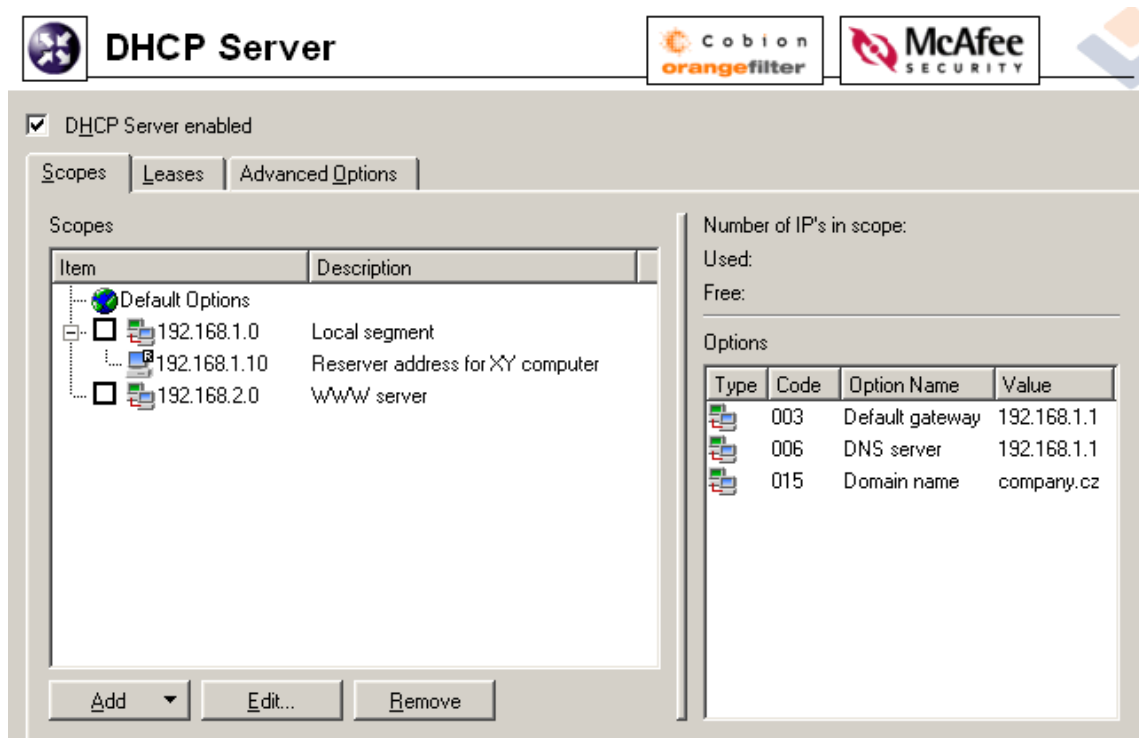 DHCP Server
Cobion
orangefilter
McAfee
SECURITY
DHCP Server enabled
Scopes Leases Advanced Options
Scopes
Item Description
Default Options
192.168.1.0 Local segment
R
192.168.1.10 Reserver address for XY computer
192.168.2.0 WWW server
Add Edit... Remove
Number of IP's in scope:
Used:
Free:
Options
Type Code Option Name Value
003 Default gateway 192.168.1.1
006 DNS server 192.168.1.1
015 Domain name company.cz